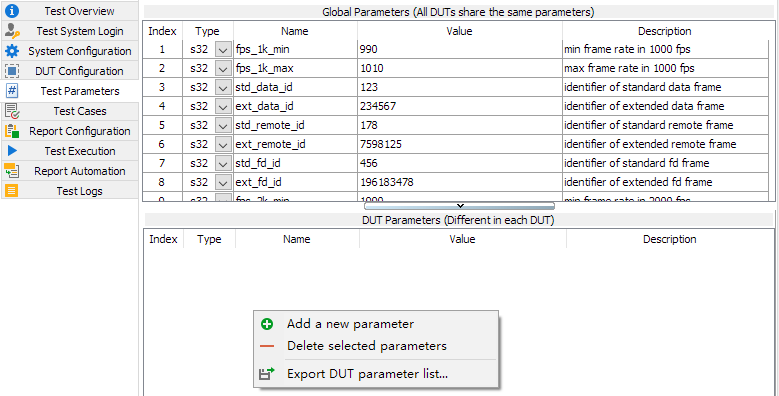 Test Overview
Test System Login
System Configuration
DUT Configuration
Test Parameters
Test Cases
Report Configuration
Test Execution
Report Automation
Test Logs
Global Parameters (All DUTs share the same parameters)
Index Type Name Value Description
1 s32 fps_1k_min 990 min frame rate in 1000 fps
2 s32 fps_1k_max 1010 max frame rate in 1000 fps
3 s32 std_data_id 123 identifier of standard data frame
4 s32 ext_data_id 234567 identifier of extended data frame
5 s32 std_remote_id 178 identifier of standard remote frame
6 s32 ext_remote_id 7598125 identifier of extended remote frame
7 s32 std_fd_id 456 identifier of standard fd frame
8 s32 ext_fd_id 196183478 identifier of extended fd frame
9 s32 fps_2k_min 1990 min frame rate in 2000 fps
DUT Parameters (Different in each DUT)
Index Type Name Value Description
Add a new parameter
Delete selected parameters
Export DUT parameter list...